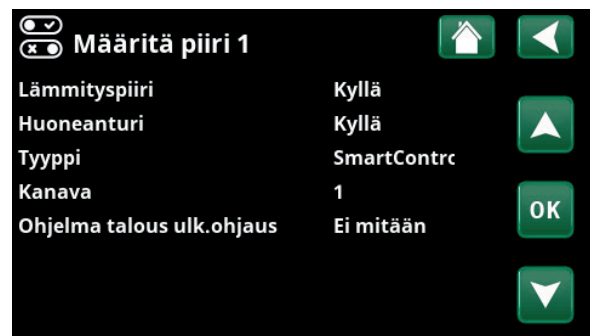 Määritä piiri 1
Lämmityspiiri Kyllä
Huoneanturi Kyllä
Tyyppi SmartContrc
Kanava 1
OK
Ohjelma talous ulk.ohjaus Ei mitään